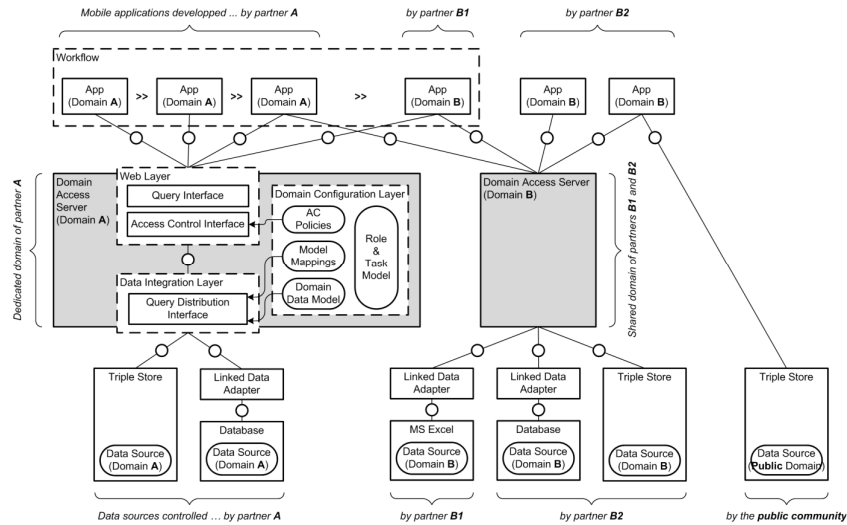 Mobile applications developped ... by partner A
by partner B1
by partner B2
Workflow
App
(Domain A)
>>
App
(Domain A)
>>
App
(Domain A)
>>
App
(Domain B)
App
(Domain B)
App
(Domain B)
Dedicated domain of partner A
Domain
Access
Server
(Domain A)
Web Layer
Query Interface
Access Control Interface
Data Integration Layer
Query Distribution
Interface
Domain Configuration Layer
AC
Policies
Model
Mappings
Domain
Data Model
Role
&
Task
Model
Domain Access Server
(Domain B)
Shared domain of partners B1 and B2
Triple Store
Data Source
(Domain A)
Linked Data
Adapter
Database
Data Source
(Domain A)
Linked Data
Adapter
MS Excel
Data Source
(Domain B)
Linked Data
Adapter
Database
Data Source
(Domain B)
Triple Store
Data Source
(Domain B)
Triple Store
Data Source
(Public Domain)
Data sources controlled ... by partner A
by partner B1
by partner B2
by the public community